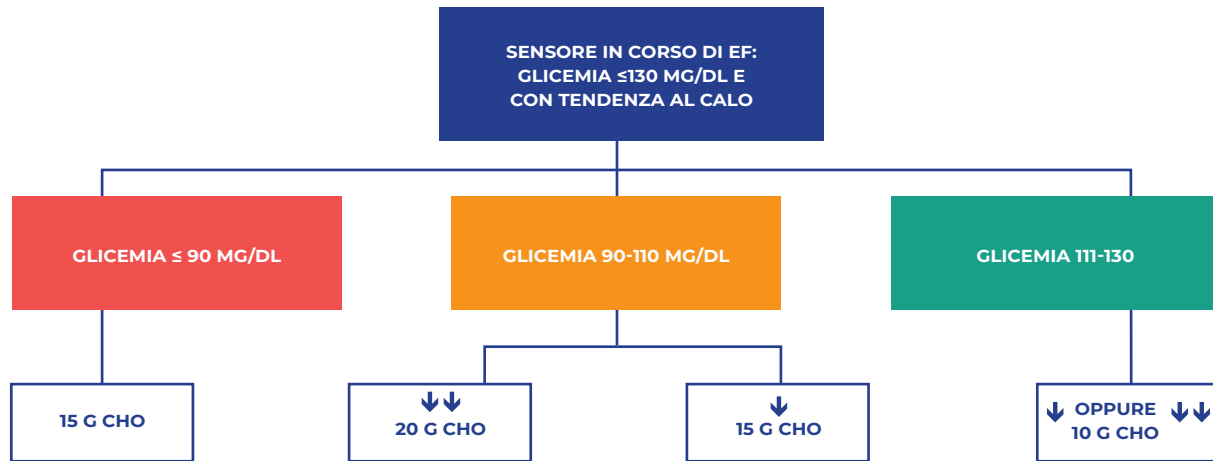 SENSORE IN CORSO DI EF:
GLICEMIA ≤130 MG/DL E
CON TENDENZA AL CALO
GLICEMIA ≤ 90 MG/DL
GLICEMIA 90-110 MG/DL
GLICEMIA 111-130
15 G CHO
↓↓
20 G CHO
↓
15 G CHO
↓ OPPURE ↓↓
10 G CHO